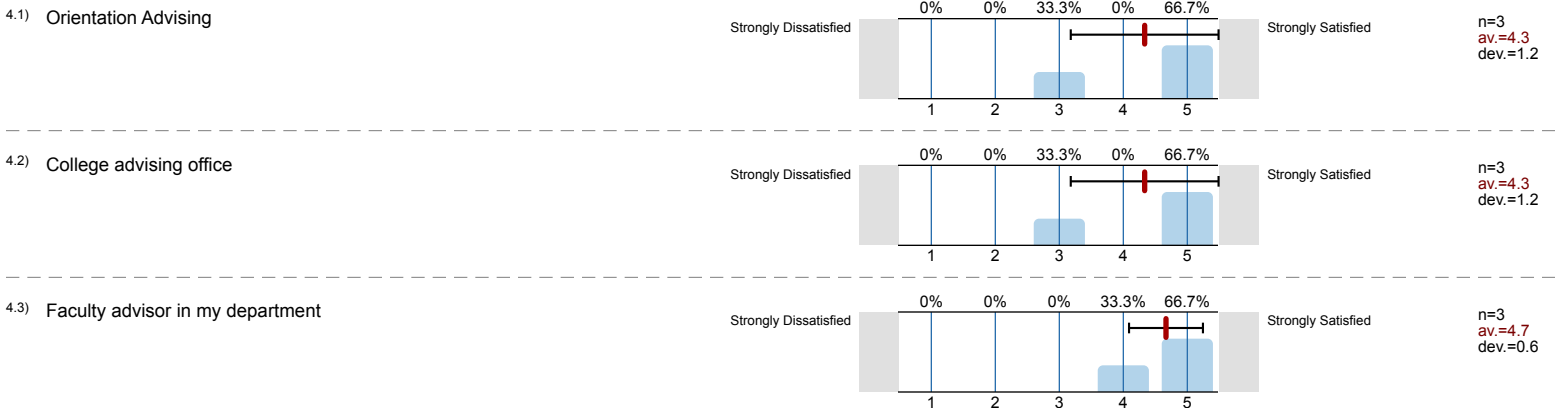 4.1) Orientation Advising
0% 0% 33.3% 0% 66.7%
Strongly Dissatisfied Strongly Satisfied
n=3
av.=4.3
dev.=1.2
1 2 3 4 5
4.2) College advising office
0% 0% 33.3% 0% 66.7%
Strongly Dissatisfied Strongly Satisfied
n=3
av.=4.3
dev.=1.2
1 2 3 4 5
4.3) Faculty advisor in my department
0% 0% 0% 33.3% 66.7%
Strongly Dissatisfied Strongly Satisfied
n=3
av.=4.7
dev.=0.6
1 2 3 4 5